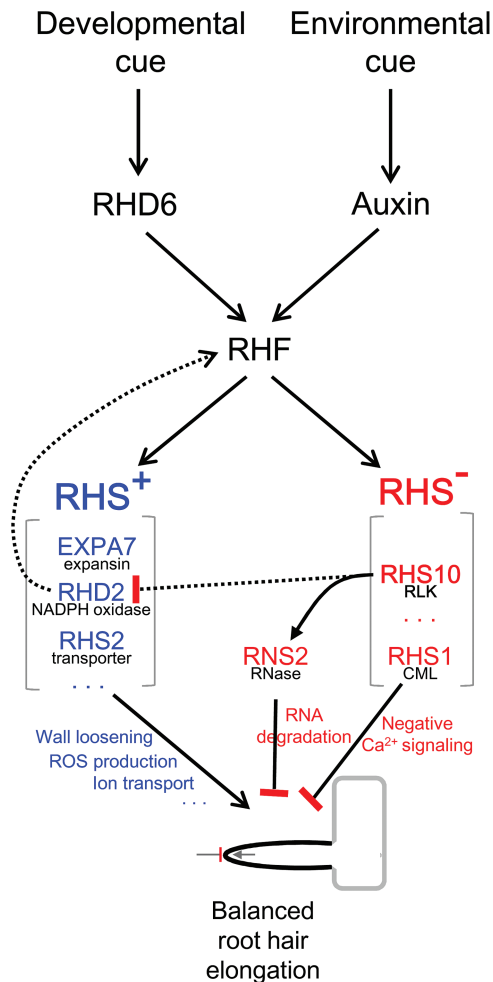 Developmental
cue
Environmental
cue
RHD6
Auxin
RHF
RHS+
RHS-
EXPA7
expansin
RHD2
NADPH oxidase
RHS2
transporter
. . .
RHS10
RLK
. . .
RHS1
CML
RNS2
RNase
Wall loosening
ROS production
Ion transport
. . .
RNA
degradation
Negative
Ca2+ signaling
Balanced
root hair
elongation